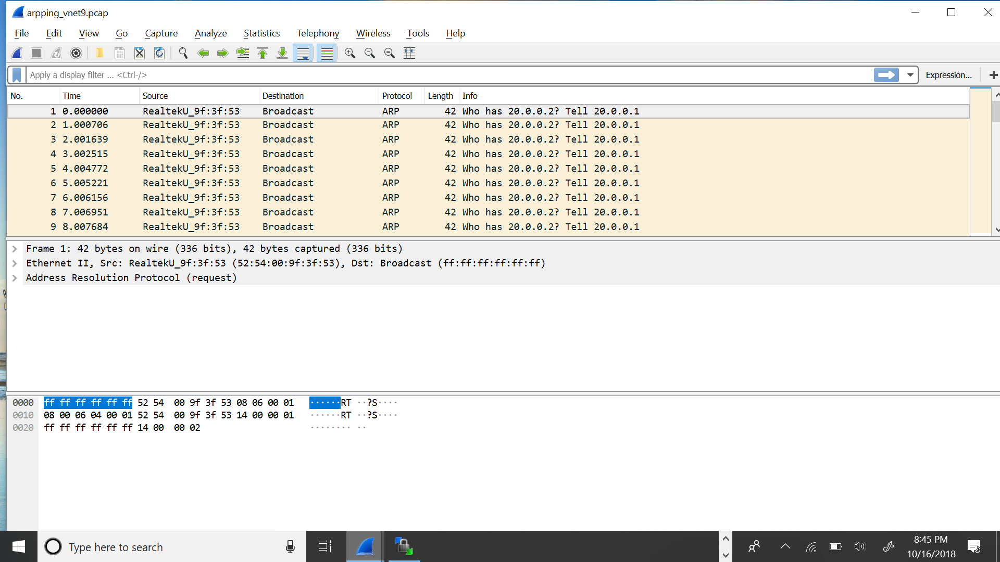 arpping_vnet9.pcap
File Edit View Go Capture Analyze Statistics Telephony Wireless Tools Help
Apply a display filter ... <Ctrl-/> Expression... +
No. Time Source Destination Protocol Length Info
1 0.000000 RealtekU_9f:3f:53 Broadcast ARP 42 Who has 20.0.0.2? Tell 20.0.0.1
2 1.000706 RealtekU_9f:3f:53 Broadcast ARP 42 Who has 20.0.0.2? Tell 20.0.0.1
3 2.001639 RealtekU_9f:3f:53 Broadcast ARP 42 Who has 20.0.0.2? Tell 20.0.0.1
4 3.002515 RealtekU_9f:3f:53 Broadcast ARP 42 Who has 20.0.0.2? Tell 20.0.0.1
5 4.004772 RealtekU_9f:3f:53 Broadcast ARP 42 Who has 20.0.0.2? Tell 20.0.0.1
6 5.005221 RealtekU_9f:3f:53 Broadcast ARP 42 Who has 20.0.0.2? Tell 20.0.0.1
7 6.006156 RealtekU_9f:3f:53 Broadcast ARP 42 Who has 20.0.0.2? Tell 20.0.0.1
8 7.006951 RealtekU_9f:3f:53 Broadcast ARP 42 Who has 20.0.0.2? Tell 20.0.0.1
9 8.007684 RealtekU_9f:3f:53 Broadcast ARP 42 Who has 20.0.0.2? Tell 20.0.0.1
Frame 1: 42 bytes on wire (336 bits), 42 bytes captured (336 bits)
Ethernet II, Src: RealtekU_9f:3f:53 (52:54:00:9f:3f:53), Dst: Broadcast (ff:ff:ff:ff:ff:ff)
Address Resolution Protocol (request)
0000 ff ff ff ff ff ff 52 54 00 9f 3f 53 08 06 00 01 ······RT ··?S····
0010 08 00 06 04 00 01 52 54 00 9f 3f 53 14 00 00 01 ······RT ··?S····
0020 ff ff ff ff ff ff 14 00 00 02 ········ ··
Type here to search
8:45 PM
10/16/2018